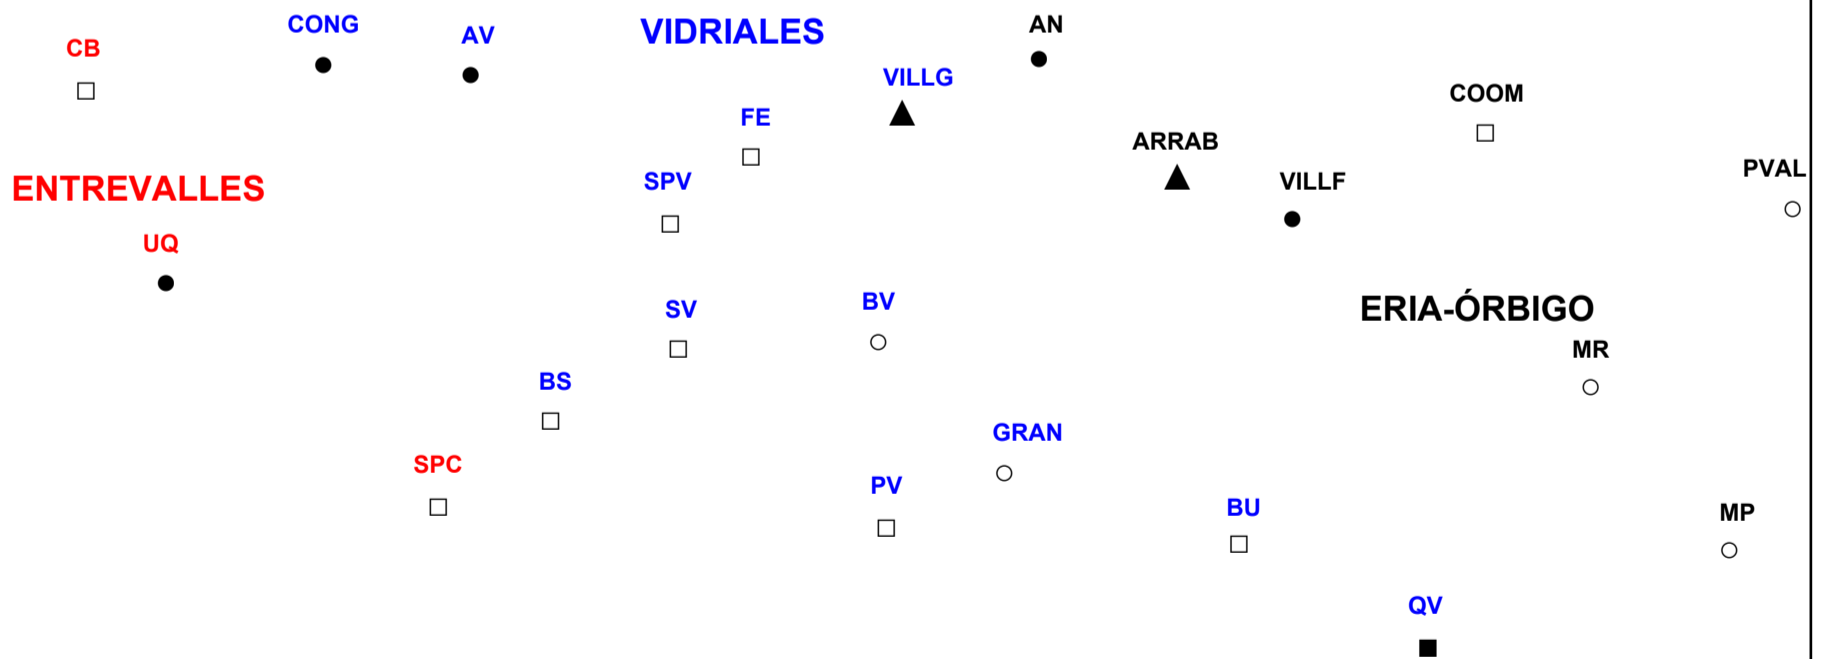 CONG
AV
VIDRIALES
AN
CB
VILLG
COOM
FE
ARRAB
PVAL
ENTREVALLES
SPV
VILLF
UQ
SV
BV
ERIA-ÓRBIGO
MR
BS
GRAN
SPC
PV
BU
MP
QV